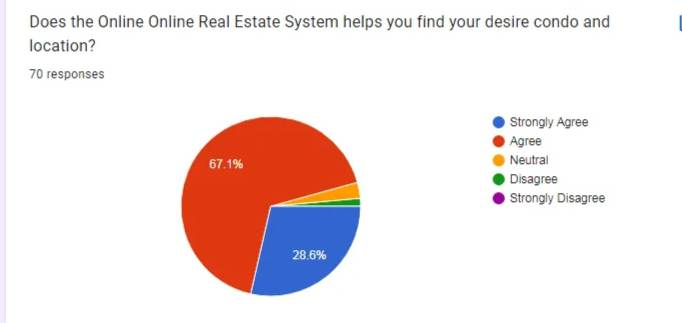 Does the Online Online Real Estate System helps you find your desire condo and
location?
70 responses
Strongly Agree
Agree
Neutral
Disagree
Strongly Disagree
67.1%
28.6%